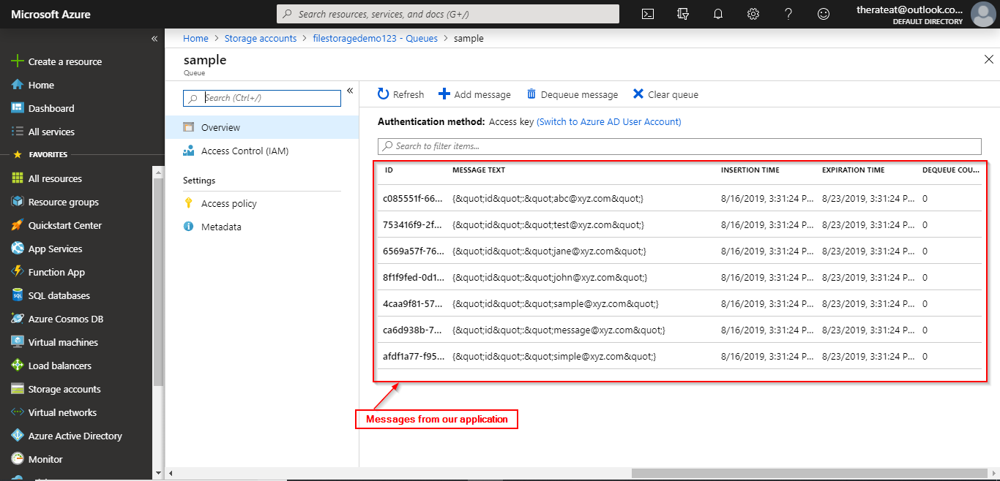 Microsoft Azure
Search resources, services, and docs (G+/)
therateat@outlook.co...
DEFAULT DIRECTORY
«
Create a resource
Home
Dashboard
All services
FAVORITES
All resources
Resource groups
Quickstart Center
App Services
Function App
SQL databases
Azure Cosmos DB
Virtual machines
Load balancers
Storage accounts
Virtual networks
Azure Active Directory
Monitor
Home > Storage accounts > filestoragedemo123 - Queues > sample
sample
Queue
Search (Ctrl+/)
«
Overview
Access Control (IAM)
Settings
Access policy
Metadata
Refresh Add message Dequeue message Clear queue
Authentication method: Access key (Switch to Azure AD User Account)
Search to filter items...
ID MESSAGE TEXT INSERTION TIME EXPIRATION TIME DEQUEUE COU...
c085551f-66... {&quot;id&quot;:&quot;abc@xyz.com&quot;} 8/16/2019, 3:31:24 P... 8/23/2019, 3:31:24 P... 0
753416f9-2f... {&quot;id&quot;:&quot;test@xyz.com&quot;} 8/16/2019, 3:31:24 P... 8/23/2019, 3:31:24 P... 0
6569a57f-76... {&quot;id&quot;:&quot;jane@xyz.com&quot;} 8/16/2019, 3:31:24 P... 8/23/2019, 3:31:24 P... 0
8f1f9fed-0d1... {&quot;id&quot;:&quot;john@xyz.com&quot;} 8/16/2019, 3:31:24 P... 8/23/2019, 3:31:24 P... 0
4caa9f81-57... {&quot;id&quot;:&quot;sample@xyz.com&quot;} 8/16/2019, 3:31:24 P... 8/23/2019, 3:31:24 P... 0
ca6d938b-7... {&quot;id&quot;:&quot;message@xyz.com&quot;} 8/16/2019, 3:31:24 P... 8/23/2019, 3:31:24 P... 0
afdf1a77-f95... {&quot;id&quot;:&quot;simple@xyz.com&quot;} 8/16/2019, 3:31:24 P... 8/23/2019, 3:31:24 P... 0
Messages from our application